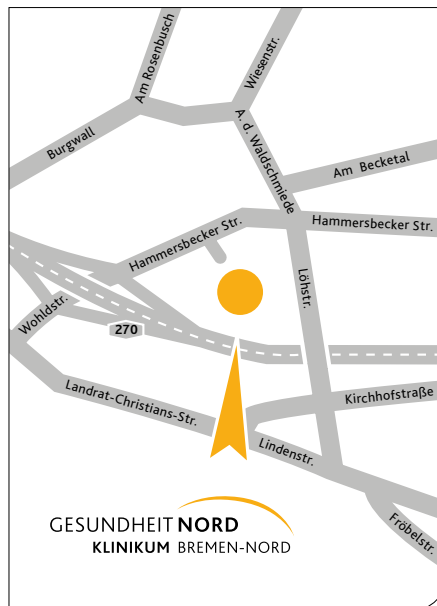 Am Rosenbusch
Wiesenstr.
Burgwall
A. d. Waldschmiede
Am Becketal
Hammersbecker Str.
Hammersbecker Str.
Löhstr.
Wohldstr.
270
Landrat-Christians-Str.
Kirchhofstraße
Lindenstr.
Fröbelstr.
GESUNDHEIT NORD
KLINIKUM BREMEN-NORD